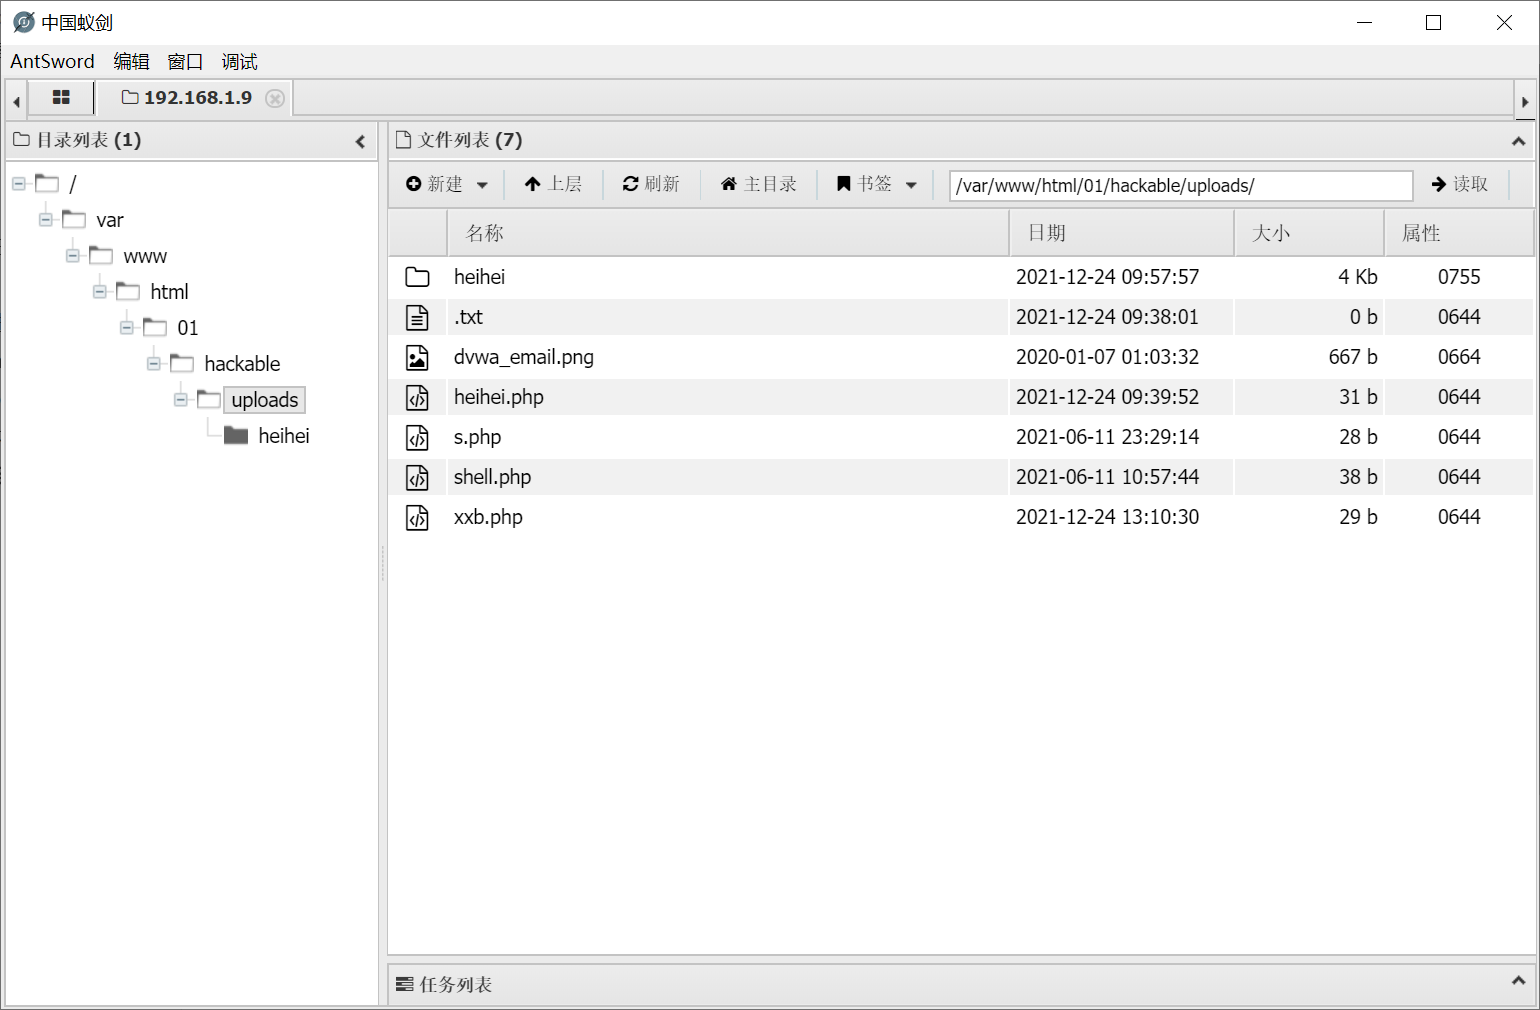 中国蚁剑
AntSword 编辑 窗口 调试
192.168.1.9
目录列表 (1)
/
var
www
html
01
hackable
uploads
heihei
文件列表 (7)
新建 上层 刷新 主目录 书签 /var/www/html/01/hackable/uploads/ 读取
名称 日期 大小 属性
heihei 2021-12-24 09:57:57 4 Kb 0755
.txt 2021-12-24 09:38:01 0 b 0644
dvwa_email.png 2020-01-07 01:03:32 667 b 0664
heihei.php 2021-12-24 09:39:52 31 b 0644
s.php 2021-06-11 23:29:14 28 b 0644
shell.php 2021-06-11 10:57:44 38 b 0644
xxb.php 2021-12-24 13:10:30 29 b 0644
任务列表